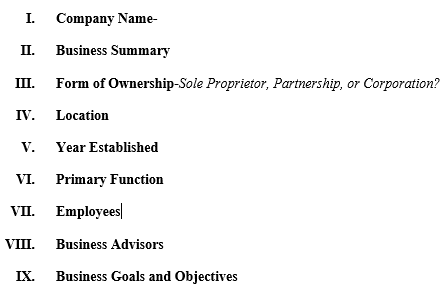 I. Company Name-
II. Business Summary
III. Form of Ownership-Sole Proprietor, Partnership, or Corporation?
IV. Location
V. Year Established
VI. Primary Function
VII. Employees
VIII. Business Advisors
IX. Business Goals and Objectives